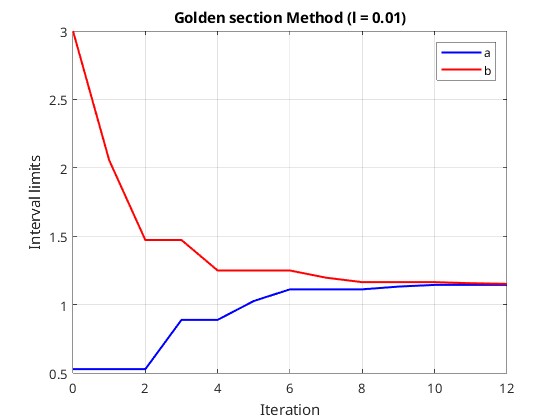 Golden section Method (l = 0.01)
3
2.5
2
1.5
1
0.5
Interval limits
a
b
0
2
4
6
8
10
12
Iteration